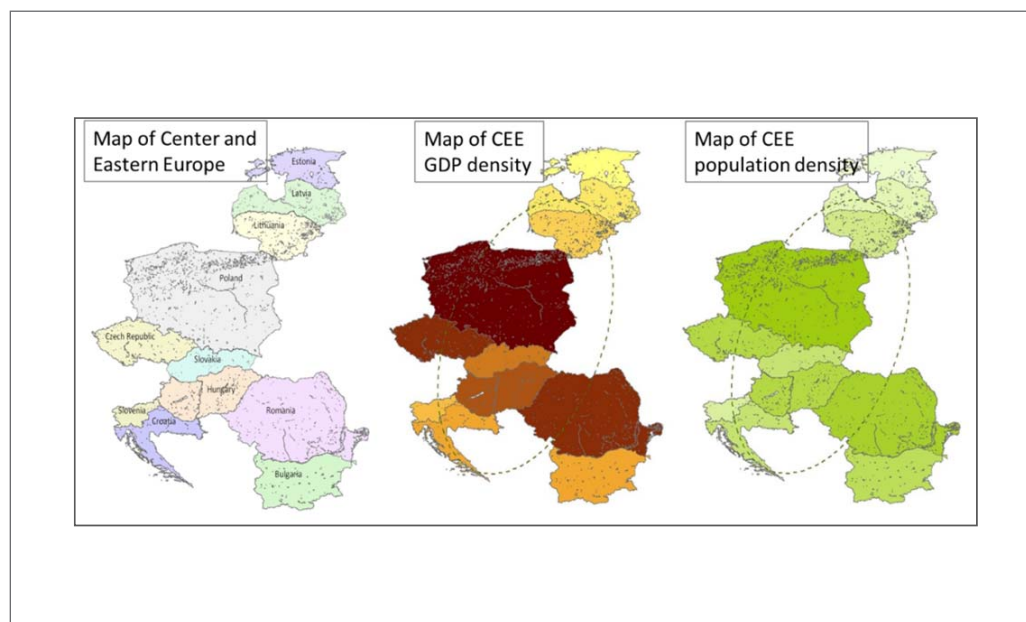 Map of Center and
Eastern Europe
Estonia
Latvia
Lithuania
Poland
Czech Republic
Slovakia
Hungary
Slovenia
Croatia
Romania
Bulgaria
Map of CEE
GDP density
Map of CEE
population density